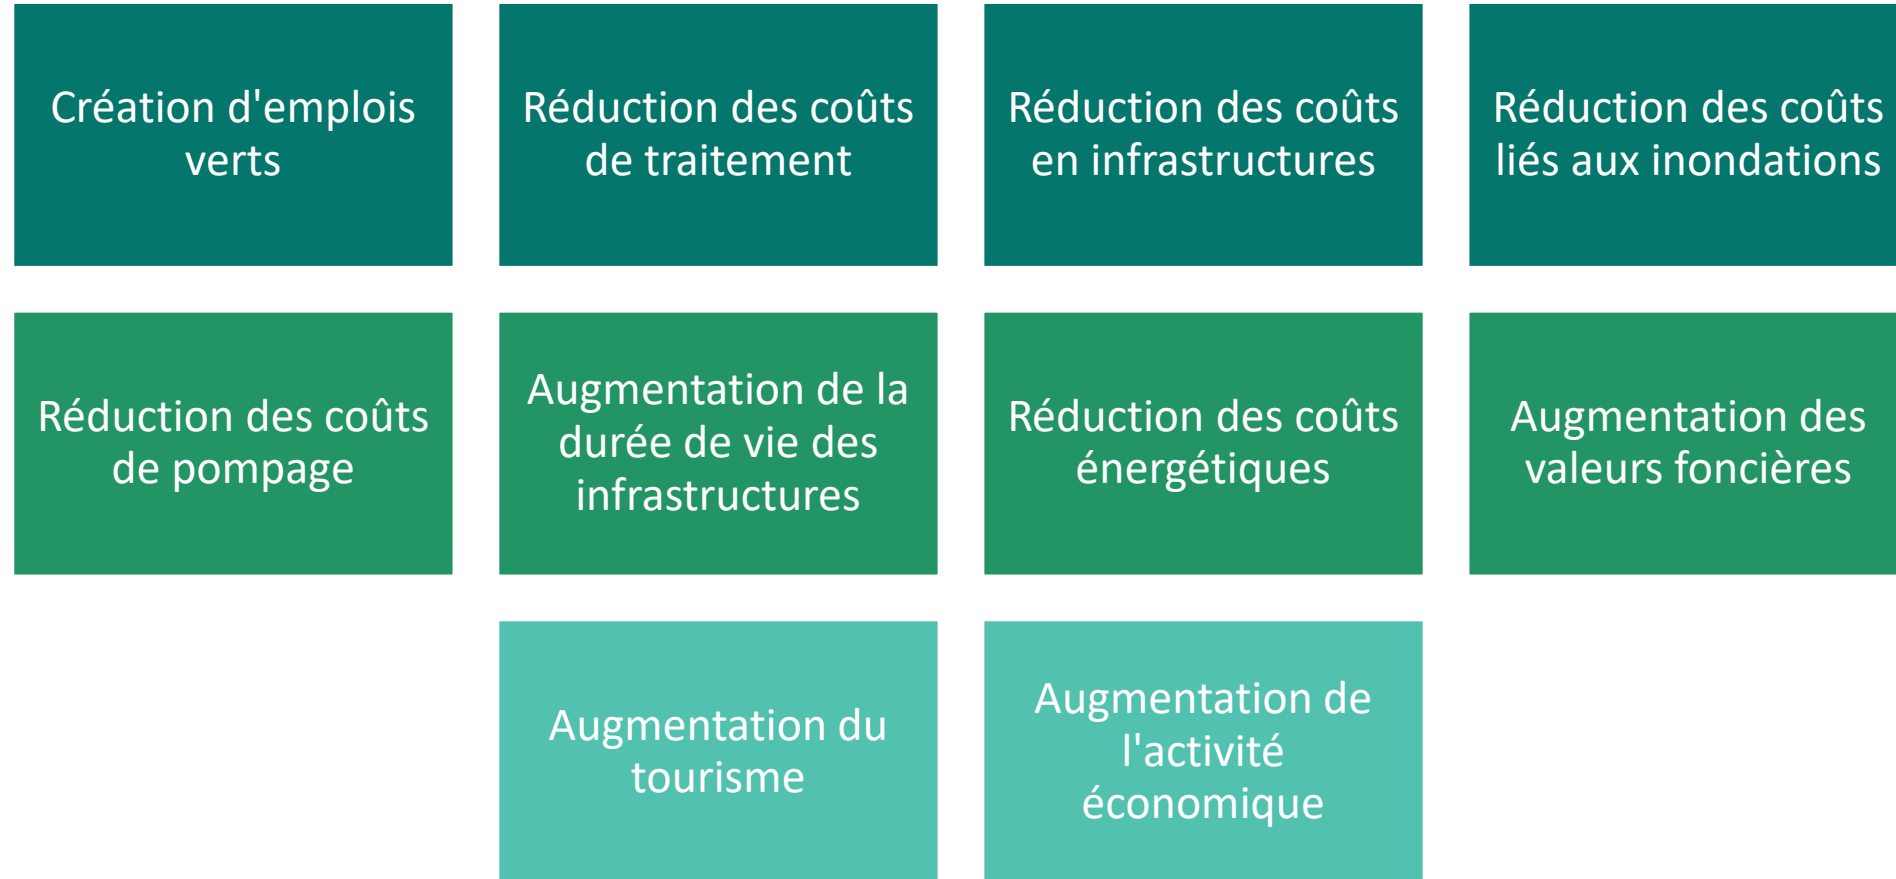 Création d'emplois
verts
Réduction des coûts
de traitement
Réduction des coûts
en infrastructures
Réduction des coûts
liés aux inondations
Réduction des coûts
de pompage
Augmentation de la
durée de vie des
infrastructures
Réduction des coûts
énergétiques
Augmentation des
valeurs foncières
Augmentation du
tourisme
Augmentation de
l'activité
économique